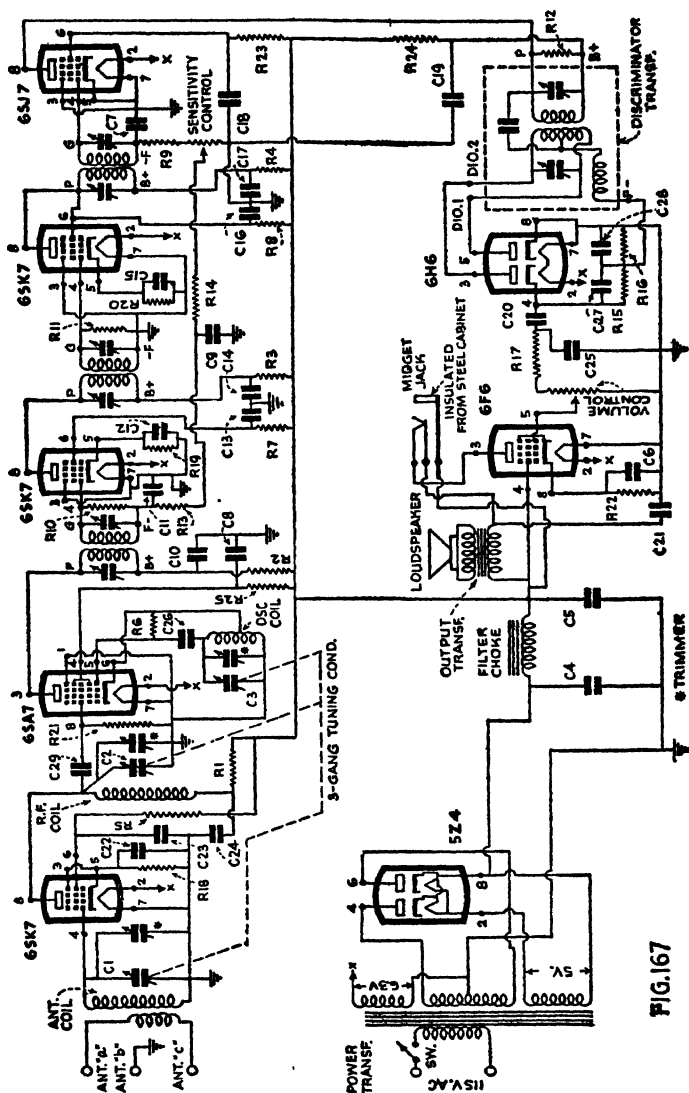 6SK7
6SA7
6SK7
6SK7
6SJ7
ANT. COIL
ANT."a"
ANT."b"
ANT."c"
C1
*
R18
C22
C23
C24
R5
R.F. COIL
C29
R21
C2
*
R1
3-GANG TUNING COND.
R6
C26
OSC COIL
C3
*
R25
R2
C10
C8
P
B+
G
F-
R10
C11
R13
R19
C12
R7
C13
C14
R3
C9
R14
P
B+
G
-F
R11
R20
C15
R8
C16
C17
R4
P
B+
G
-F
R9
SENSITIVITY CONTROL
C7
C18
R23
R24
C19
R12
P
B+
DISCRIMINATOR TRANSF.
DIO.2
DIO.1
F-
6H6
C28
R16
C27
R15
C20
R17
C25
VOLUME CONTROL
MIDGET JACK
INSULATED FROM STEEL CABINET
6F6
C6
R22
C21
LOUDSPEAKER
OUTPUT TRANSF.
FILTER CHOKE
C5
C4
* TRIMMER
5Z4
6
4
8
2
6.3V
5V.
X
POWER TRANSF.
SW.
115V.AC
FIG.167